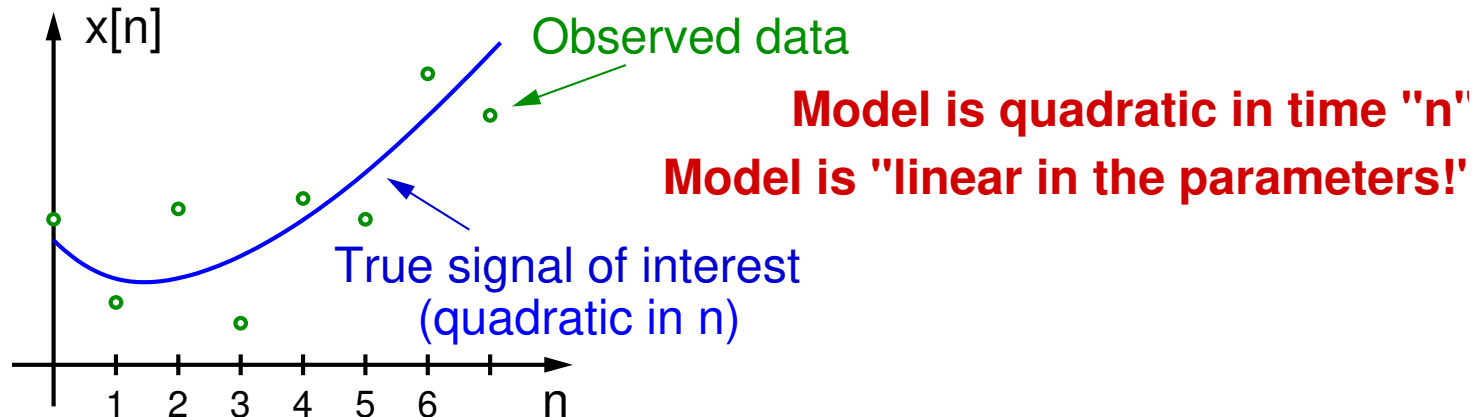 x[n]
Observed data
Model is quadratic in time "n"
Model is "linear in the parameters!"
True signal of interest
(quadratic in n)
1 2 3 4 5 6 n